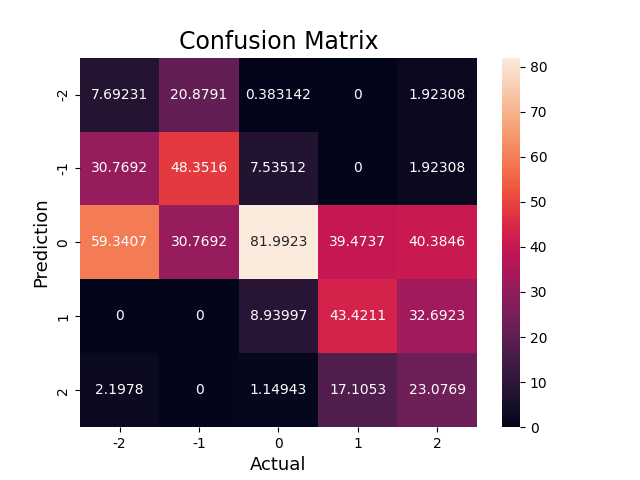 Confusion Matrix
-2 7.69231 20.8791 0.383142 0 1.92308
-1 30.7692 48.3516 7.53512 0 1.92308
0 59.3407 30.7692 81.9923 39.4737 40.3846
1 0 0 8.93997 43.4211 32.6923
2 2.1978 0 1.14943 17.1053 23.0769
-2 -1 0 1 2
Prediction
Actual
80
70
60
50
40
30
20
10
0